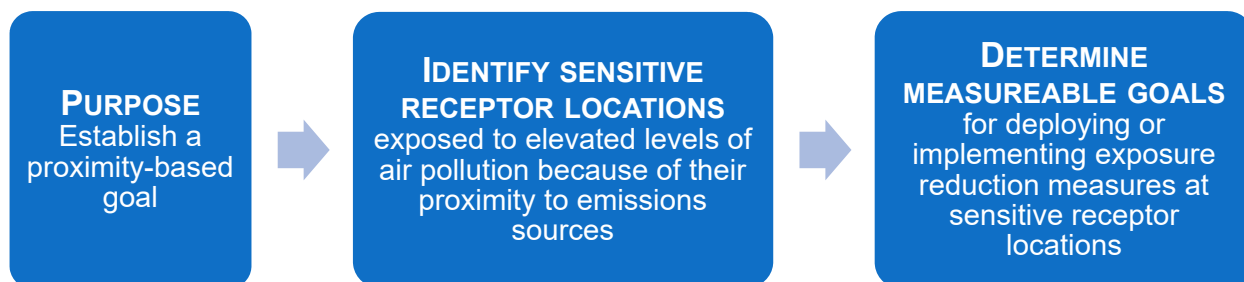 PURPOSE
Establish a
proximity-based
goal
IDENTIFY SENSITIVE
RECEPTOR LOCATIONS
exposed to elevated levels of
air pollution because of their
proximity to emissions
sources
DETERMINE
MEASUREABLE GOALS
for deploying or
implementing exposure
reduction measures at
sensitive receptor
locations